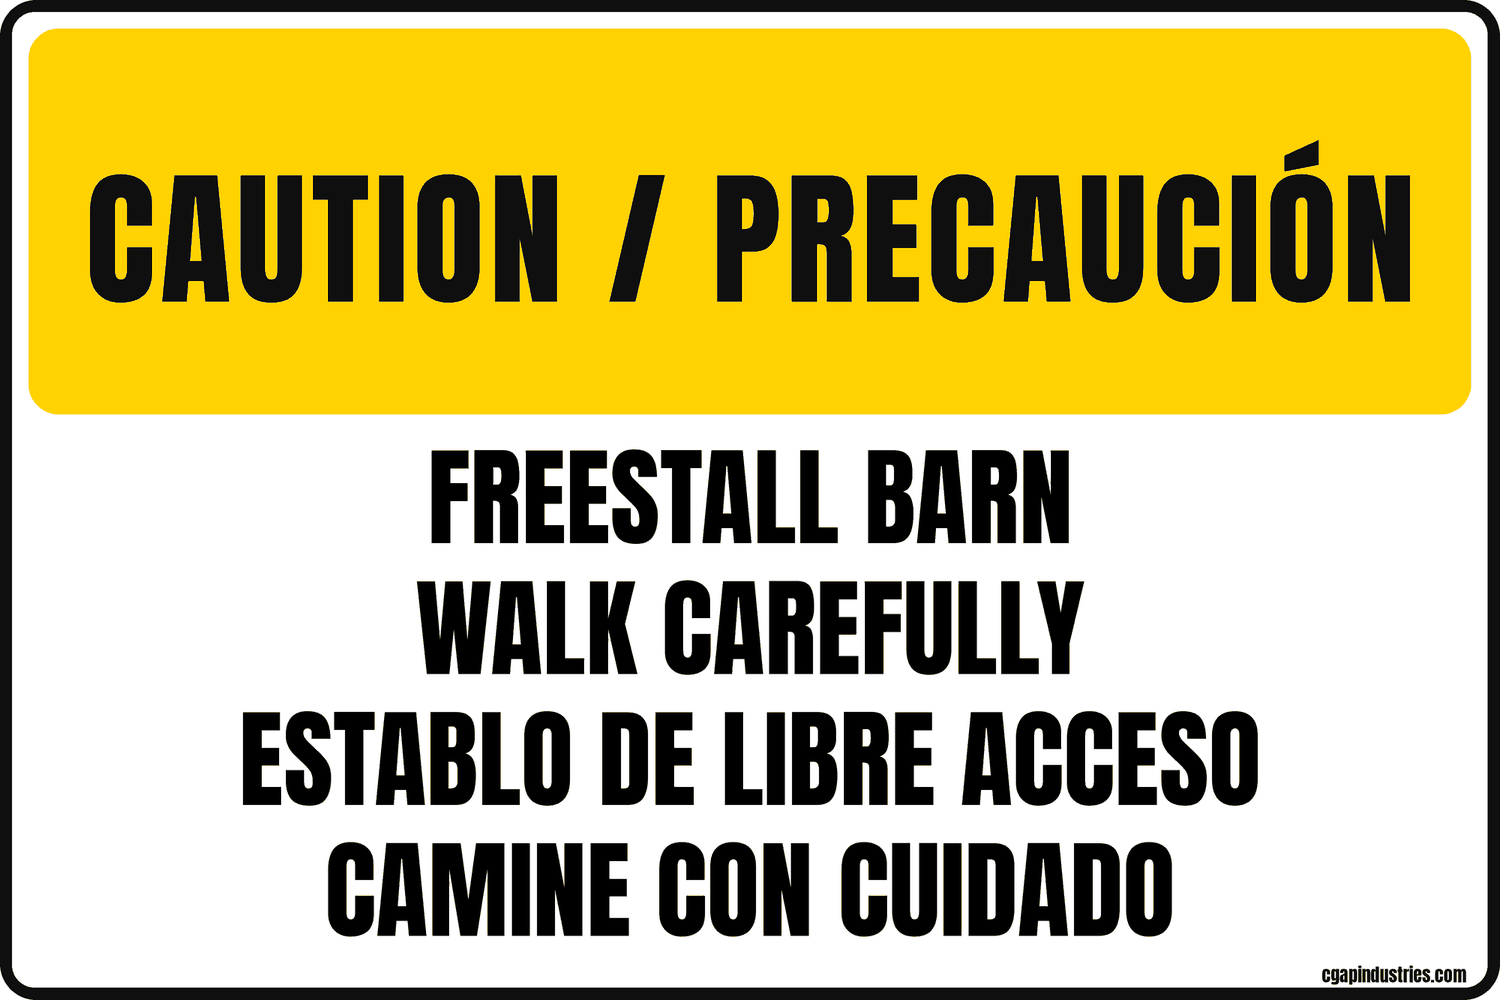 CAUTION / PRECAUCIÓN
FREESTALL BARN
WALK CAREFULLY
ESTABLO DE LIBRE ACCESO
CAMINE CON CUIDADO
cgapindustries.com